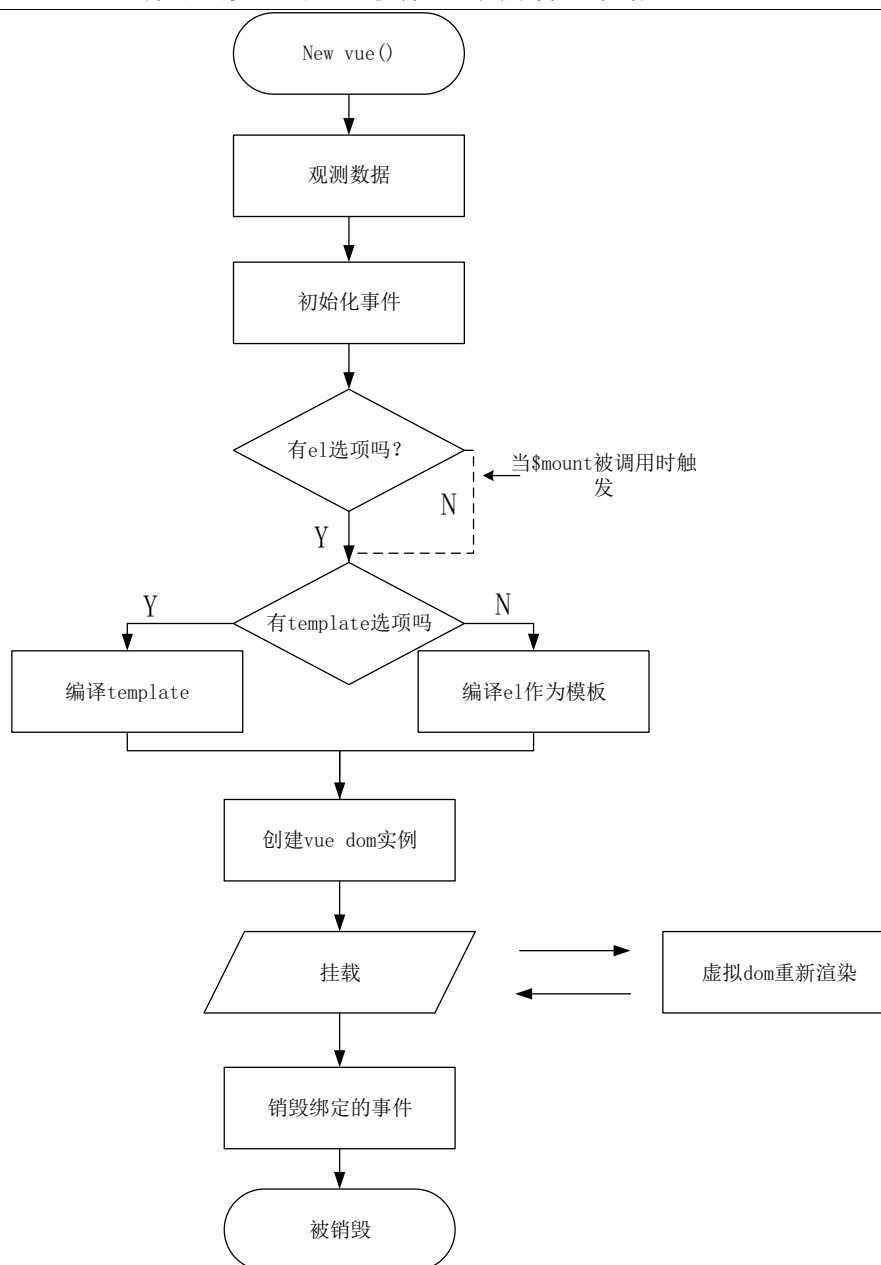 New vue()
观测数据
初始化事件
有el选项吗?
当$mount被调用时触
发
N
Y
Y
有template选项吗
N
编译template
编译el作为模板
创建vue dom实例
挂载
虚拟dom重新渲染
销毁绑定的事件
被销毁